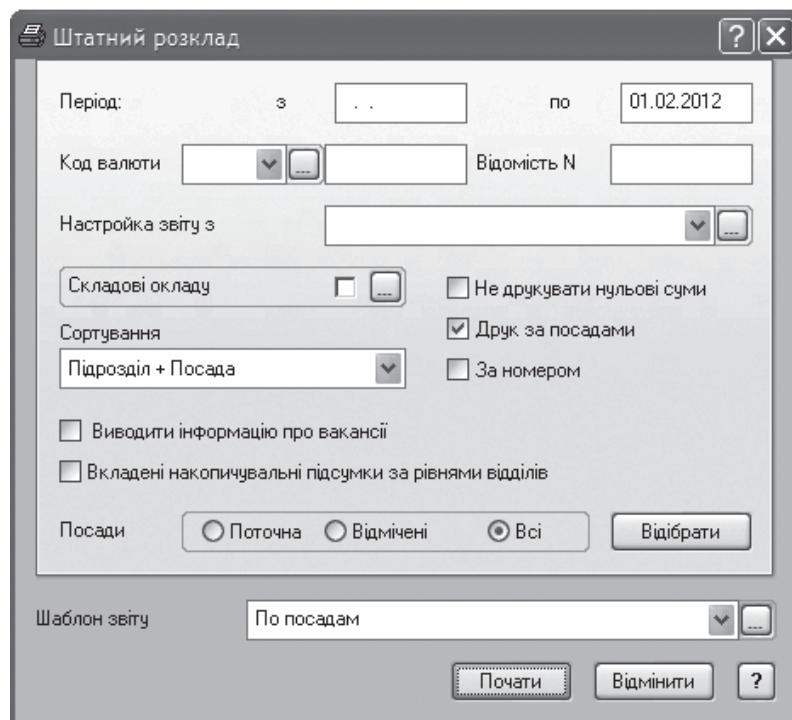 Штатний розклад ?
Період: з . . по 01.02.2012
Код валюти ... Відомість N
Настройка звіту з ...
Складові окладу ... Не друкувати нульові суми
Сортування Друк за посадами
Підрозділ + Посада За номером
Виводити інформацію про вакансії
Вкладені накопичувальні підсумки за рівнями відділів
Посади Поточна Відмічені Всі Відібрати
Шаблон звіту По посадам ...
Почати Відмінити ?